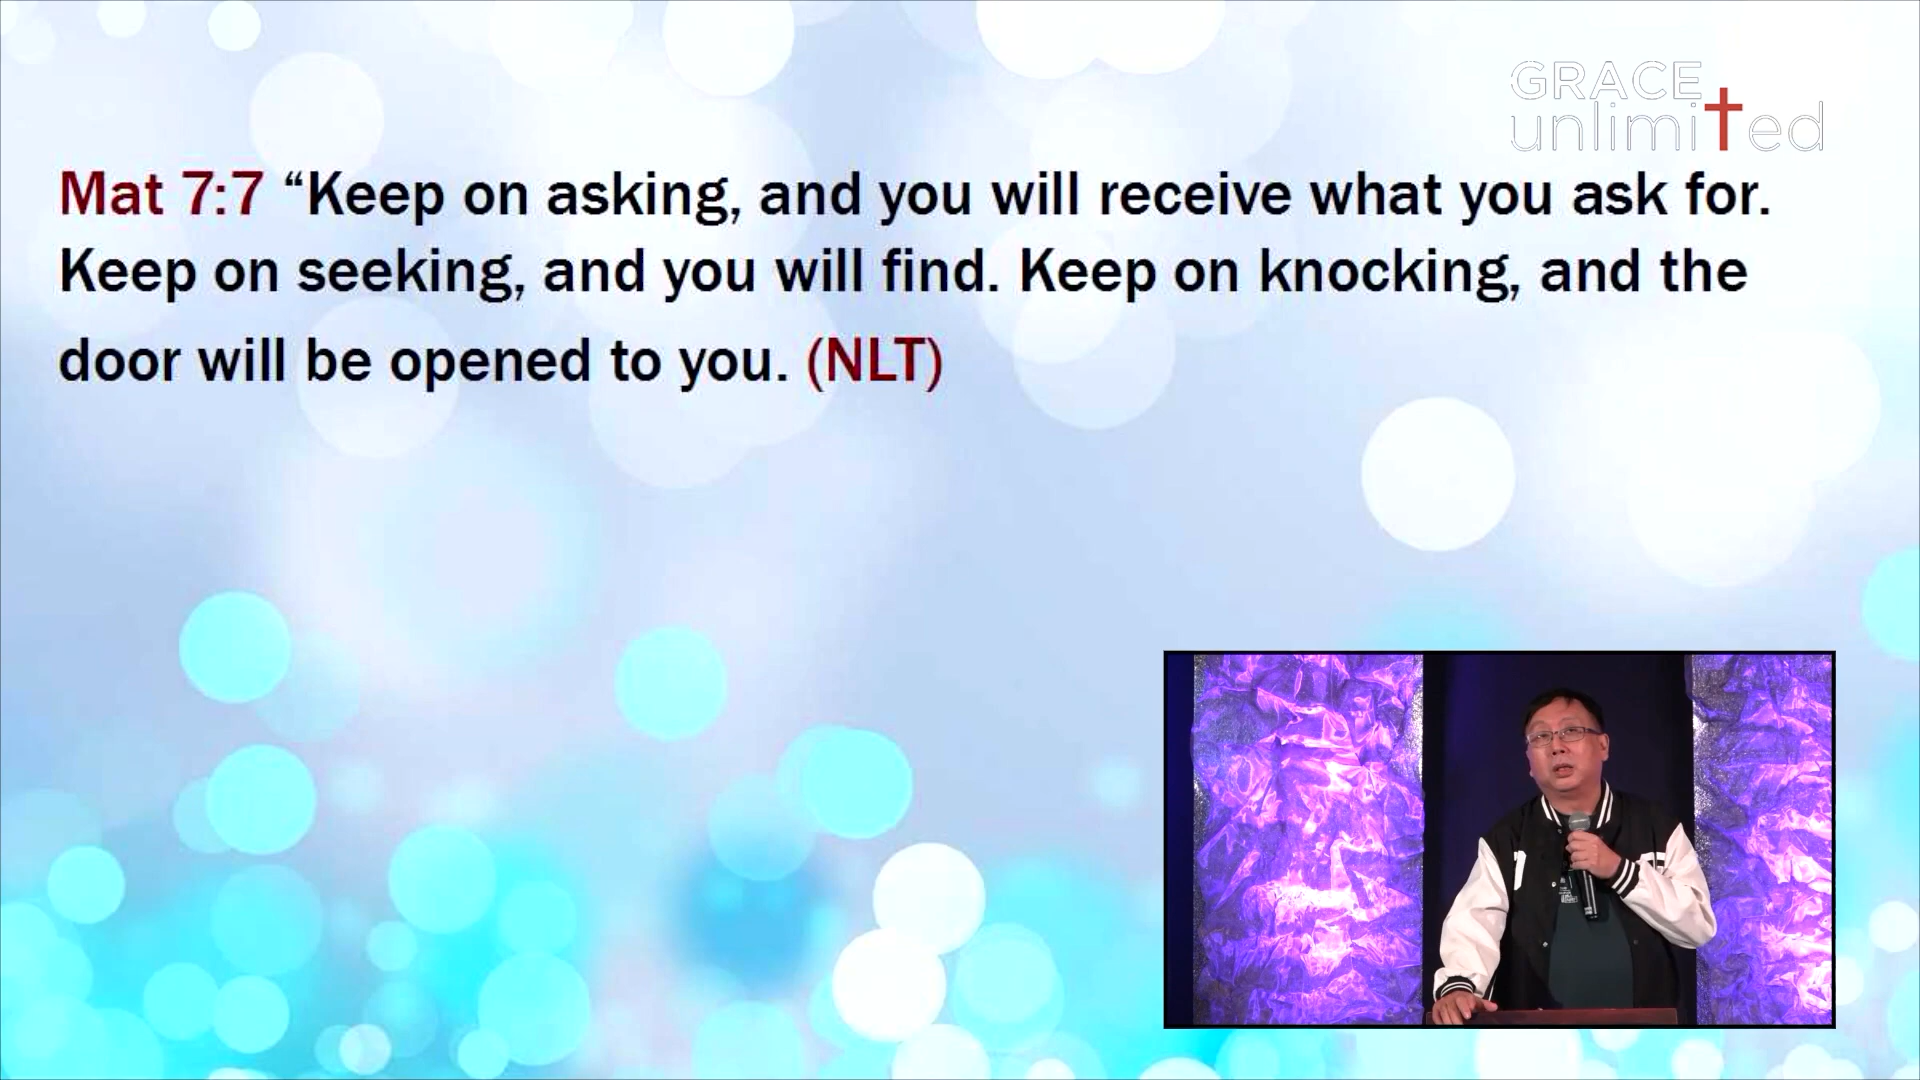 GRACE
unlimited
Mat 7:7 “Keep on asking, and you will receive what you ask for.
Keep on seeking, and you will find. Keep on knocking, and the
door will be opened to you. (NLT)